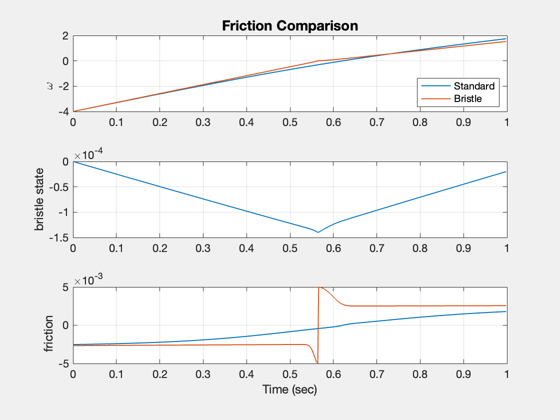 Friction Comparison
2
0
-2
-4
ω
Standard
Bristle
0 0.1 0.2 0.3 0.4 0.5 0.6 0.7 0.8 0.9 1
×10⁻⁴
0
-0.5
-1
-1.5
bristle state
0 0.1 0.2 0.3 0.4 0.5 0.6 0.7 0.8 0.9 1
×10⁻³
5
0
-5
friction
0 0.1 0.2 0.3 0.4 0.5 0.6 0.7 0.8 0.9 1
Time (sec)